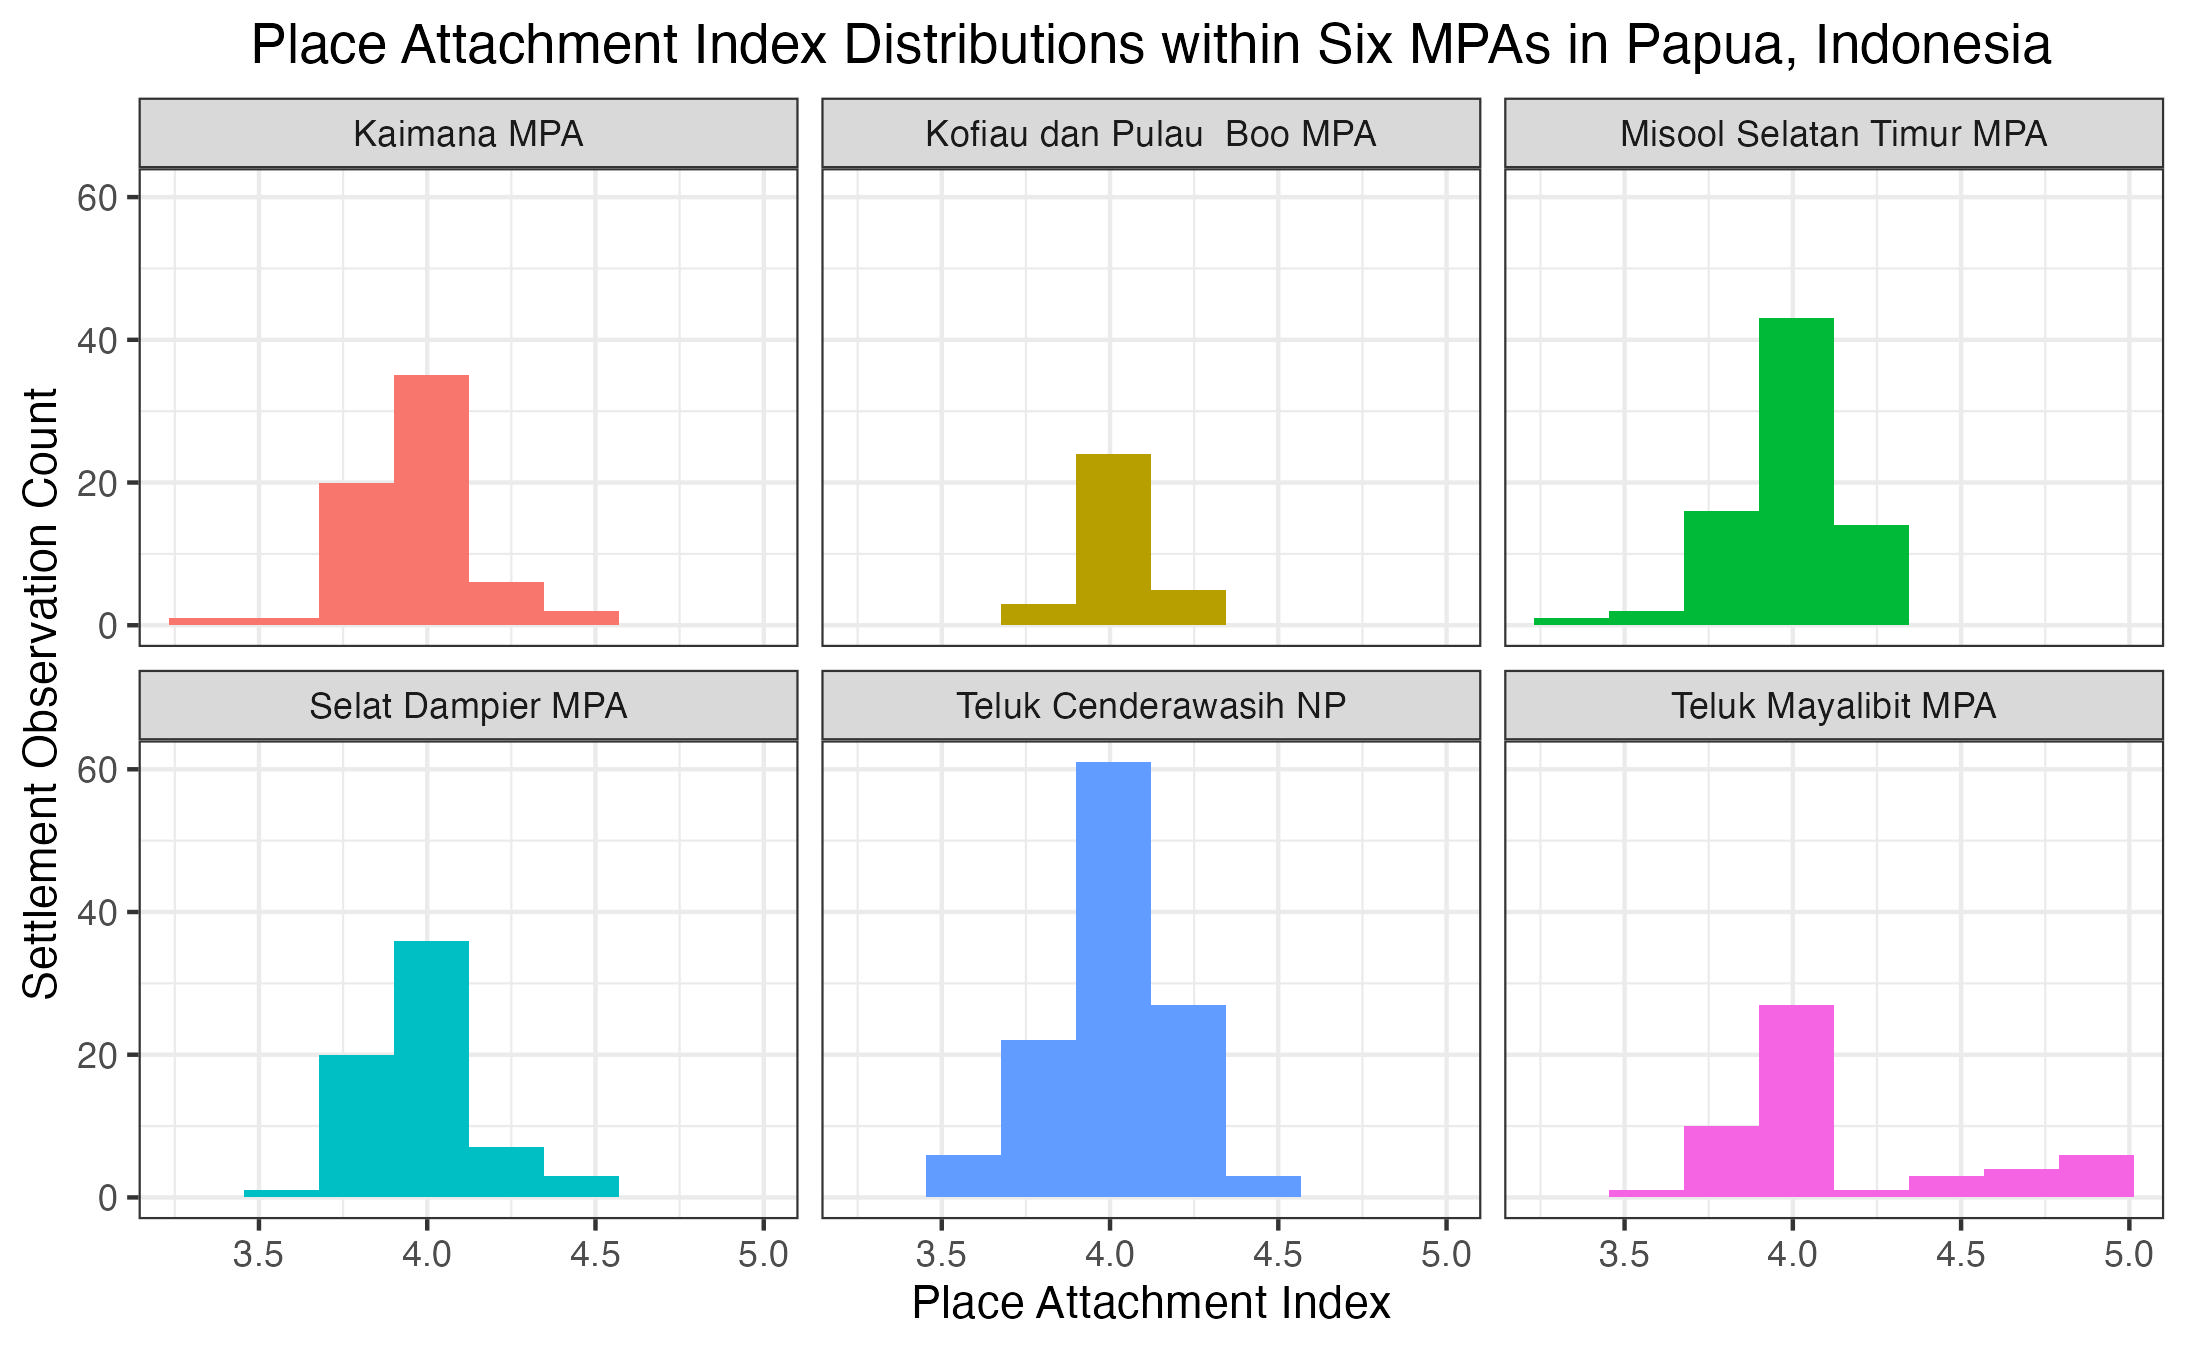 Place Attachment Index Distributions within Six MPAs in Papua, Indonesia
Kaimana MPA
Kofiau dan Pulau  Boo MPA
Misool Selatan Timur MPA
60
40
20
0
Selat Dampier MPA
Teluk Cenderawasih NP
Teluk Mayalibit MPA
60
40
20
0
Settlement Observation Count
3.5 4.0 4.5 5.0
3.5 4.0 4.5 5.0
3.5 4.0 4.5 5.0
Place Attachment Index